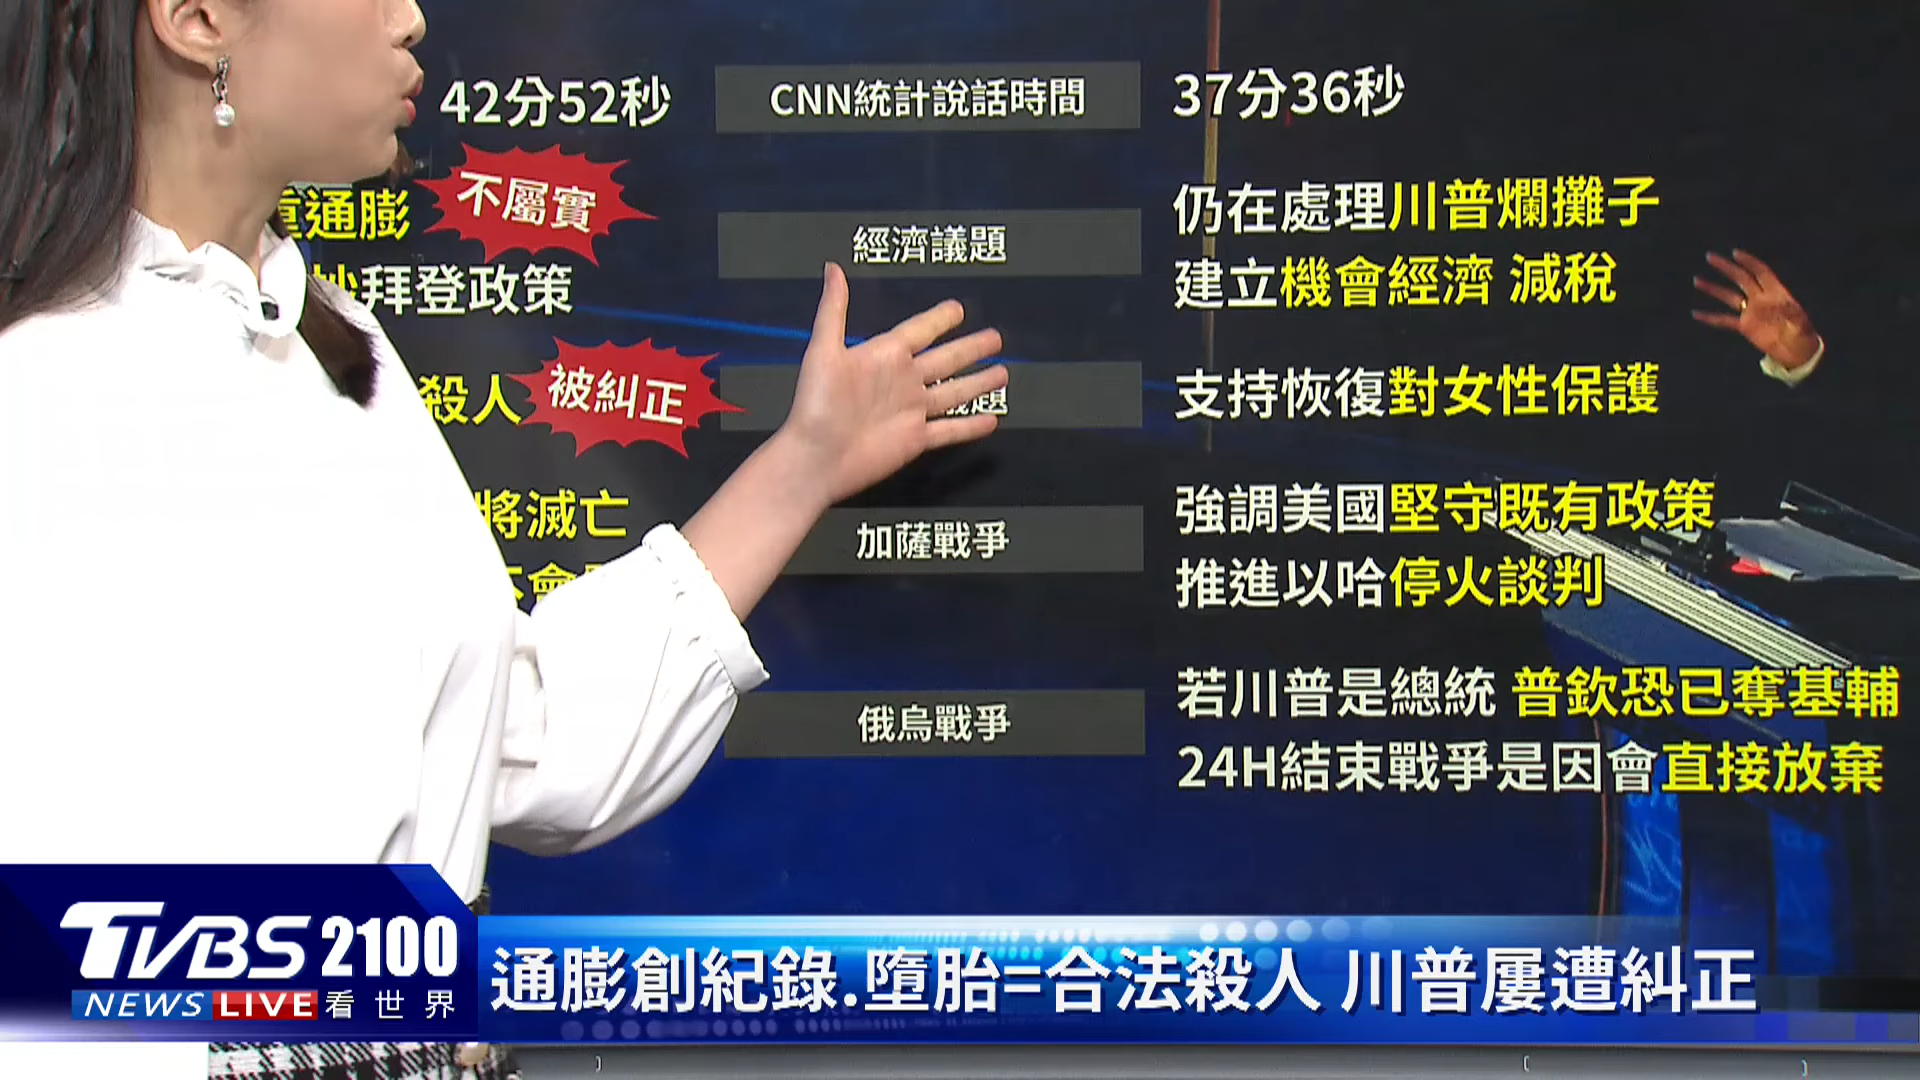 42分52秒
CNN統計說話時間
37分36秒
通膨
不屬實
拜登政策
經濟議題
仍在處理川普爛攤子
建立機會經濟 減稅
殺人
被糾正
議題
支持恢復對女性保護
將滅亡
不會
加薩戰爭
強調美國堅守既有政策
推進以哈停火談判
俄烏戰爭
若川普是總統 普欽恐已奪基輔
24H結束戰爭是因會直接放棄
TVBS 2100
NEWS LIVE 看世界
通膨創紀錄.墮胎=合法殺人 川普屢遭糾正